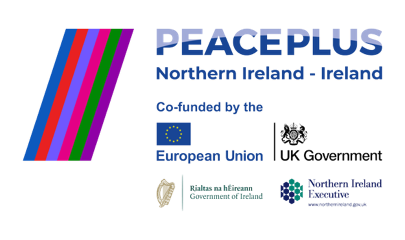 PEACEPLUS
Northern Ireland - Ireland
Co-funded by the
European Union
UK Government
Rialtas na hÉireann
Government of Ireland
Northern Ireland
Executive
www.northernireland.gov.uk